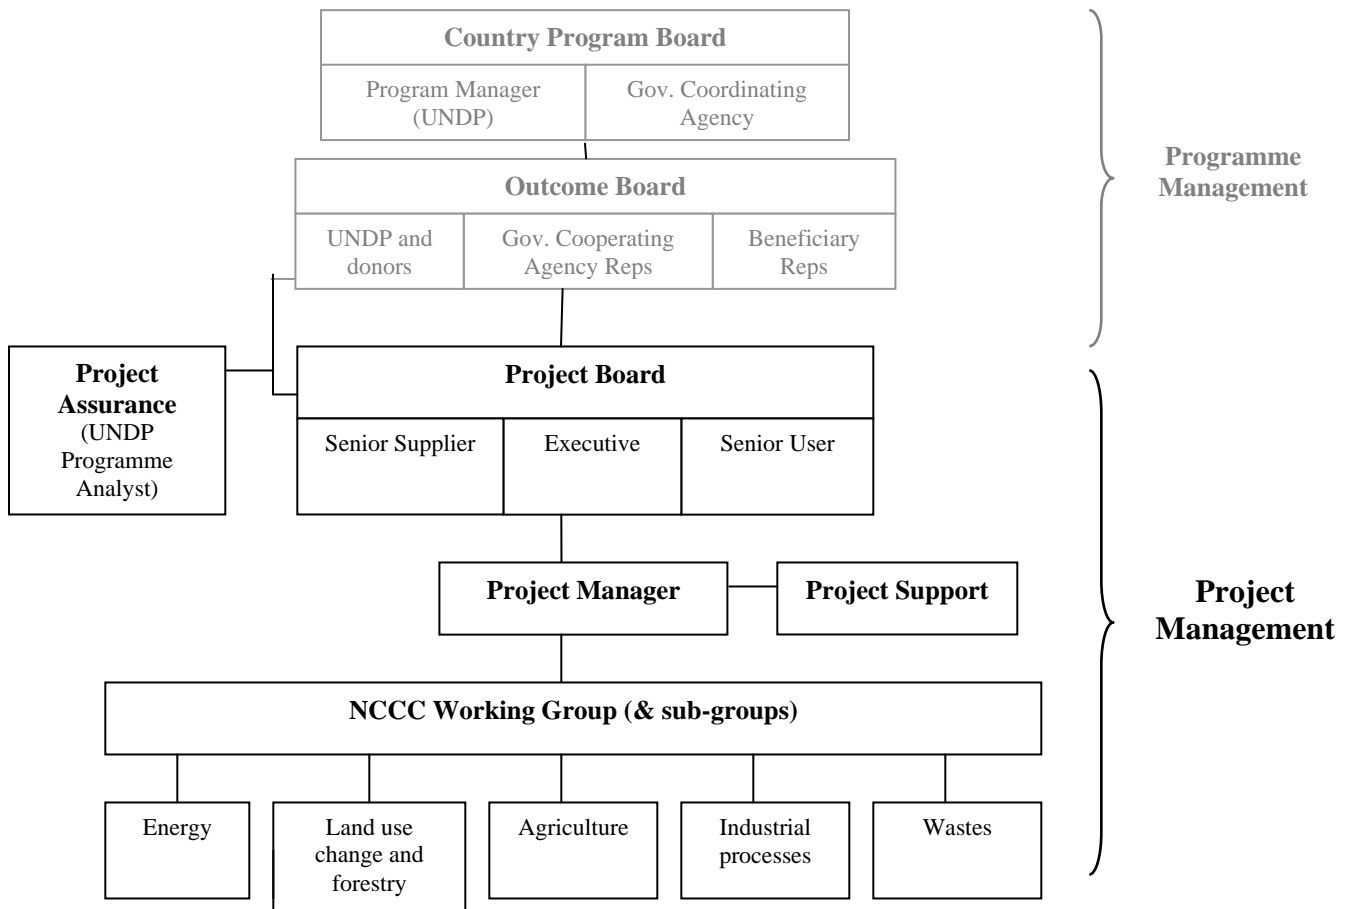 Country Program Board
Program Manager
(UNDP)
Gov. Coordinating
Agency
Programme
Management
Outcome Board
UNDP and
donors
Gov. Cooperating
Agency Reps
Beneficiary
Reps
Project
Assurance
(UNDP
Programme
Analyst)
Project Board
Senior Supplier
Executive
Senior User
Project Manager
Project Support
Project
Management
NCCC Working Group (& sub-groups)
Energy
Land use
change and
forestry
Agriculture
Industrial
processes
Wastes